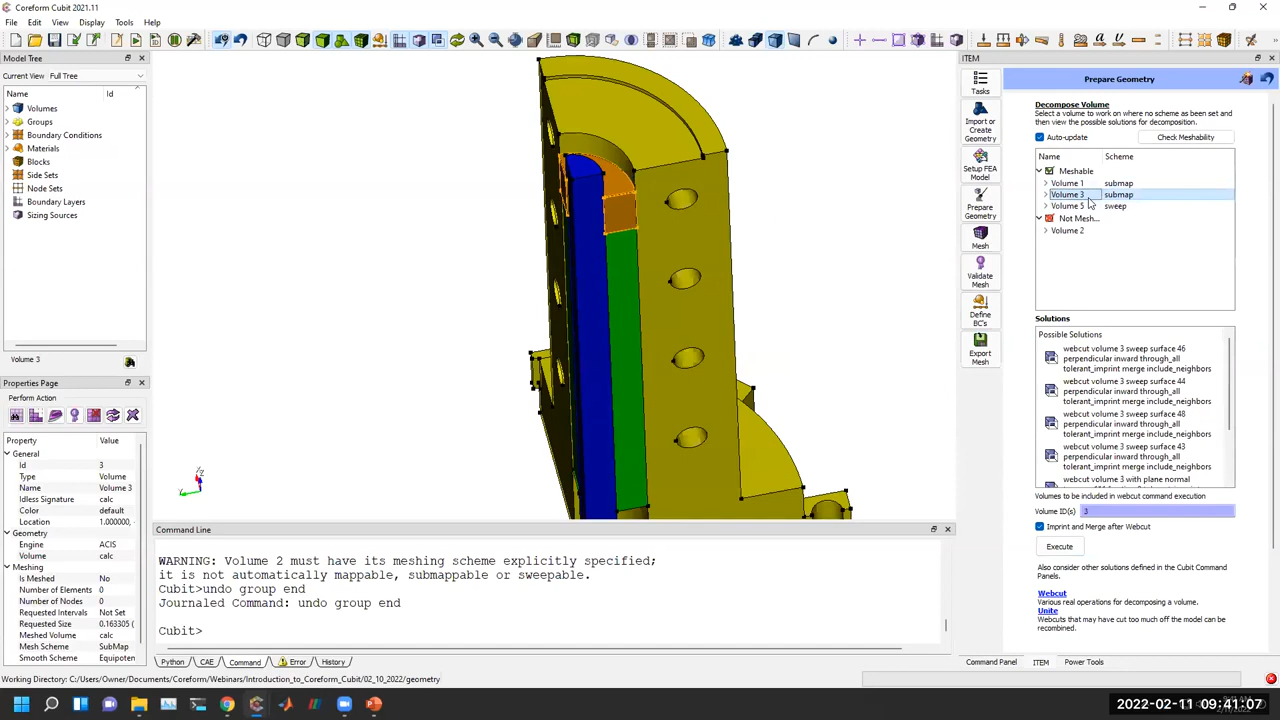 Coreform Cubit 2021.11
File Edit View Display Tools Help
Model Tree
Current View Full Tree
Name Id
Volumes
Groups
Boundary Conditions
Materials
Blocks
Side Sets
Node Sets
Boundary Layers
Sizing Sources
Volume 3
Properties Page
Perform Action
Property Value
General
Id 3
Type Volume
Name Volume 3
Idless Signature calc
Color default
Location 1.000000,
Geometry
Engine ACIS
Volume calc
Meshing
Is Meshed No
Number of Elements 0
Number of Nodes 0
Requested Intervals Not Set
Requested Size 0.163305 (
Meshed Volume calc
Mesh Scheme SubMap
Smooth Scheme Equipoten
Command Line
WARNING: Volume 2 must have its meshing scheme explicitly specified;
it is not automatically mappable, submappable or sweepable.
Cubit>undo group end
Journaled Command: undo group end
Cubit>
Python CAE Command Error History
Working Directory: C:/Users/Owner/Documents/Coreform/Webinars/Introduction_to_Coreform_Cubit/02_10_2022/geometry
ITEM
Tasks
Import or
Create
Geometry
Setup FEA
Model
Prepare
Geometry
Mesh
Validate
Mesh
Define
BC's
Export
Mesh
Prepare Geometry
Decompose Volume
Select a volume to work on where no scheme as been set and
then view the possible solutions for decomposition.
Auto-update Check Meshability
Name Scheme
Meshable
Volume 1 submap
Volume 3 submap
Volume 5 sweep
Not Mesh...
Volume 2
Solutions
Possible Solutions
webcut volume 3 sweep surface 46
perpendicular inward through_all
tolerant_imprint merge include_neighbors
webcut volume 3 sweep surface 44
perpendicular inward through_all
tolerant_imprint merge include_neighbors
webcut volume 3 sweep surface 48
perpendicular inward through_all
tolerant_imprint merge include_neighbors
webcut volume 3 sweep surface 43
perpendicular inward through_all
tolerant_imprint merge include_neighbors
webcut volume 3 with plane normal
Volumes to be included in webcut command execution
Volume ID(s) 3
Imprint and Merge after Webcut
Execute
Also consider other solutions defined in the Cubit Command
Panels.
Webcut
Various real operations for decomposing a volume.
Unite
Webcuts that may have cut too much off the model can be
recombined.
Command Panel ITEM Power Tools
2022-02-11 09:41:07